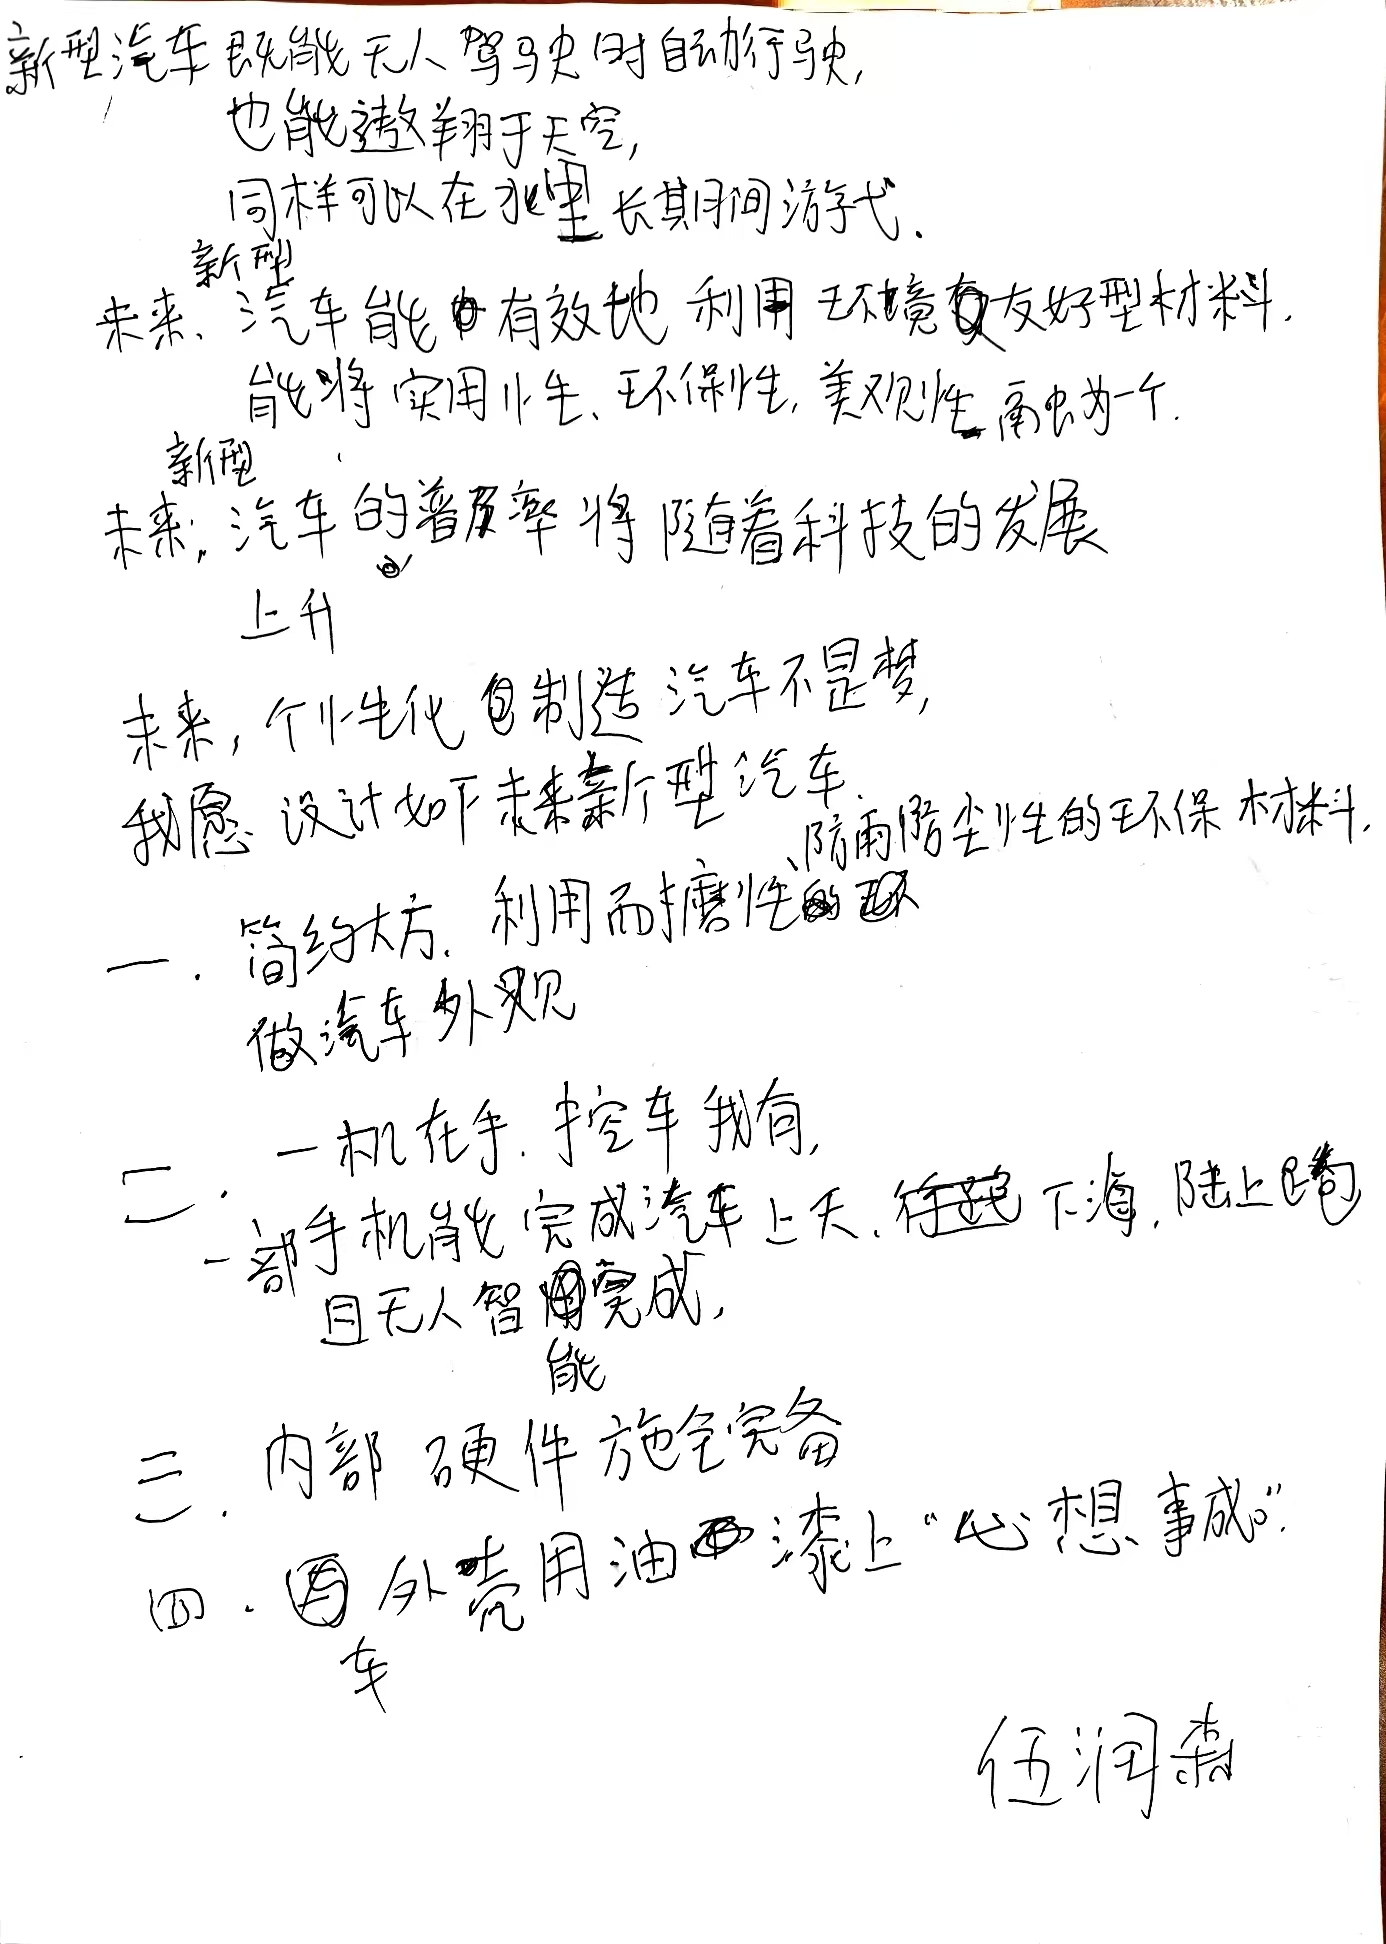 新型汽车既能无人驾驶时自动行驶,
也能遨翔于天空,
同样可以在水里长期间游弋.
新型
未来、汽车能有效地利用环境友好型材料.
能将实用性、环保性,美观性融为一个.
新型
未来,汽车的普及率将随着科技的发展
上升
未来,个性化制造汽车不是梦,
我愿设计如下未来新型汽车.
、防雨防尘性的环保材料.
一.简约大方.利用耐磨性
做汽车外观
二.一机在手.控车我有,
一部手机能完成汽车上天、下海,陆上跑
且无人智完成,
能
三.内部硬件施全完备
四.外壳用油漆上“心想事成”.
车
伍润森